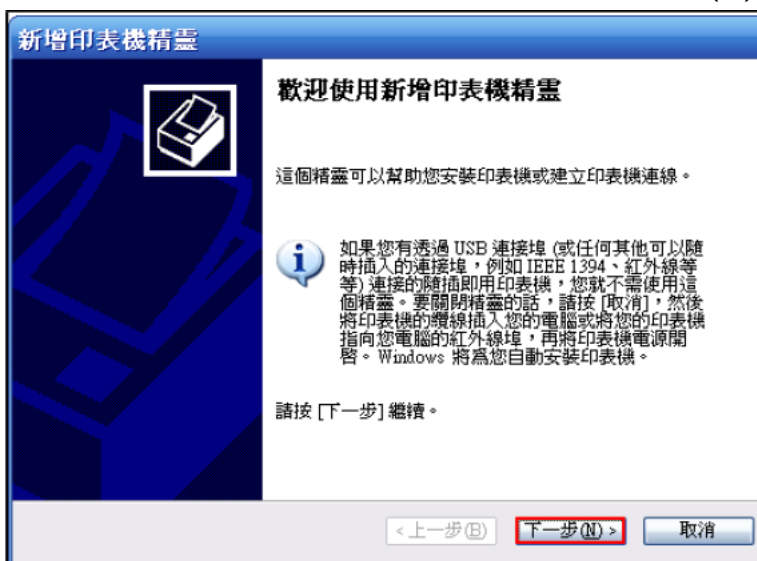 新增印表機精靈
歡迎使用新增印表機精靈
這個精靈可以幫助您安裝印表機或建立印表機連線。
如果您有透過 USB 連接埠 (或任何其他可以隨
時插入的連接埠，例如 IEEE 1394、紅外線等
等) 連接的隨插即用印表機，您就不需使用這
個精靈。要關閉精靈的話，請按 [取消]，然後
將印表機的纜線插入您的電腦或將您的印表機
指向您電腦的紅外線埠，再將印表機電源開
啓。Windows 將為您自動安裝印表機。
請按 [下一步] 繼續。
<上一步(B) 下一步(N) > 取消